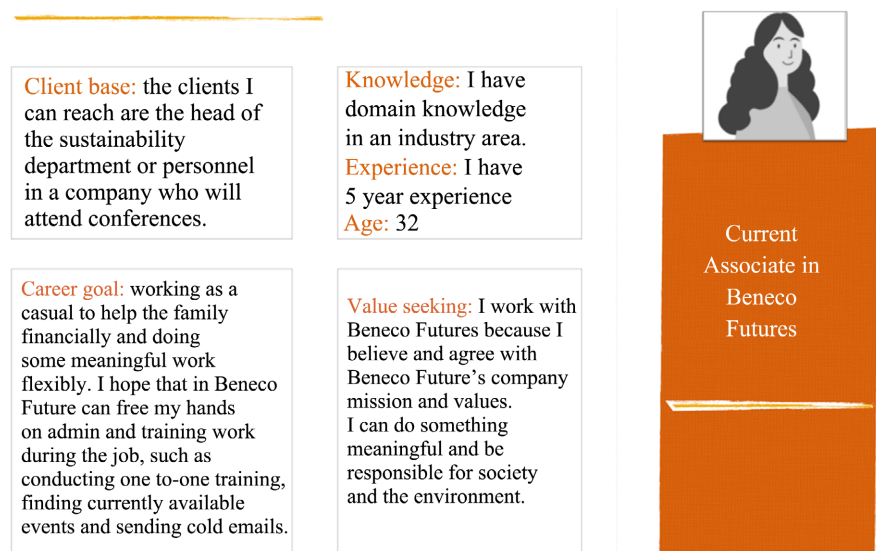 Client base: the clients I
can reach are the head of
the sustainability
department or personnel
in a company who will
attend conferences.
Knowledge: I have
domain knowledge
in an industry area.
Experience: I have
5 year experience
Age: 32
Career goal: working as a
casual to help the family
financially and doing
some meaningful work
flexibly. I hope that in Beneco
Future can free my hands
on admin and training work
during the job, such as
conducting one to-one training,
finding currently available
events and sending cold emails.
Value seeking: I work with
Beneco Futures because I
believe and agree with
Beneco Future’s company
mission and values.
I can do something
meaningful and be
responsible for society
and the environment.
Current
Associate in
Beneco
Futures